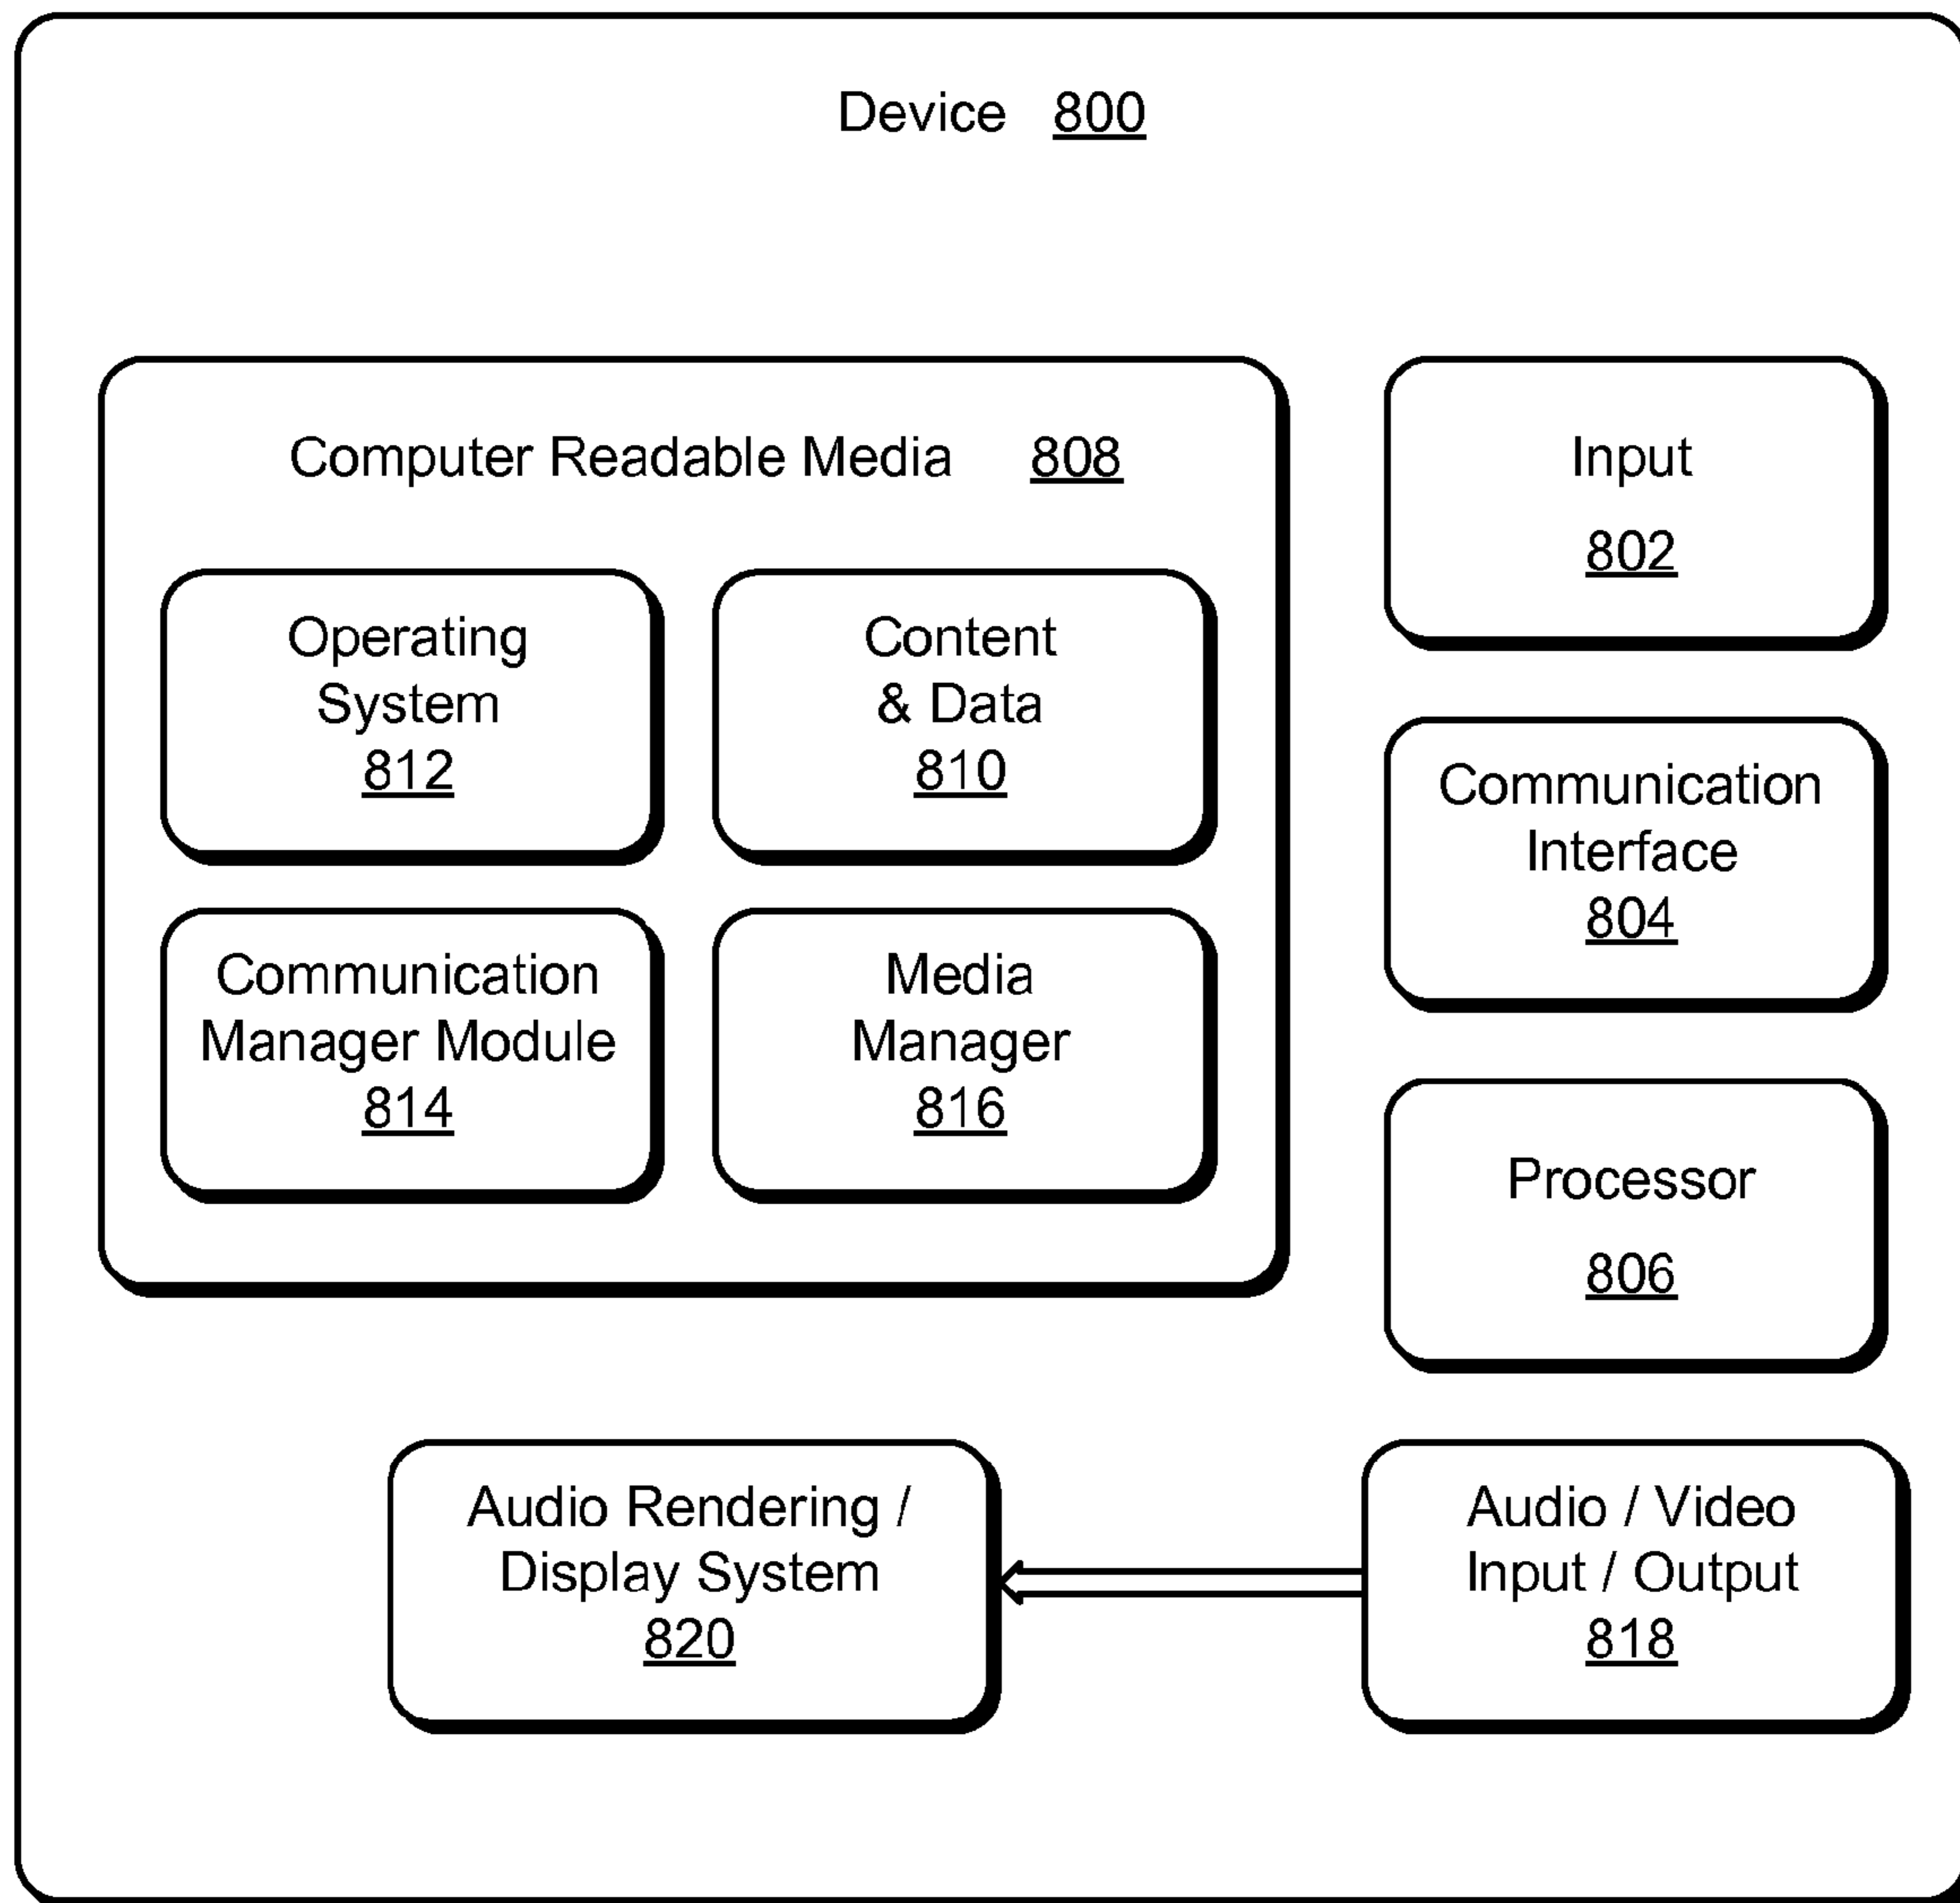 Device 800
Computer Readable Media 808
Operating
System
812
Content
& Data
810
Communication
Manager Module
814
Media
Manager
816
Input
802
Communication
Interface
804
Processor
806
Audio Rendering /
Display System
820
Audio / Video
Input / Output
818